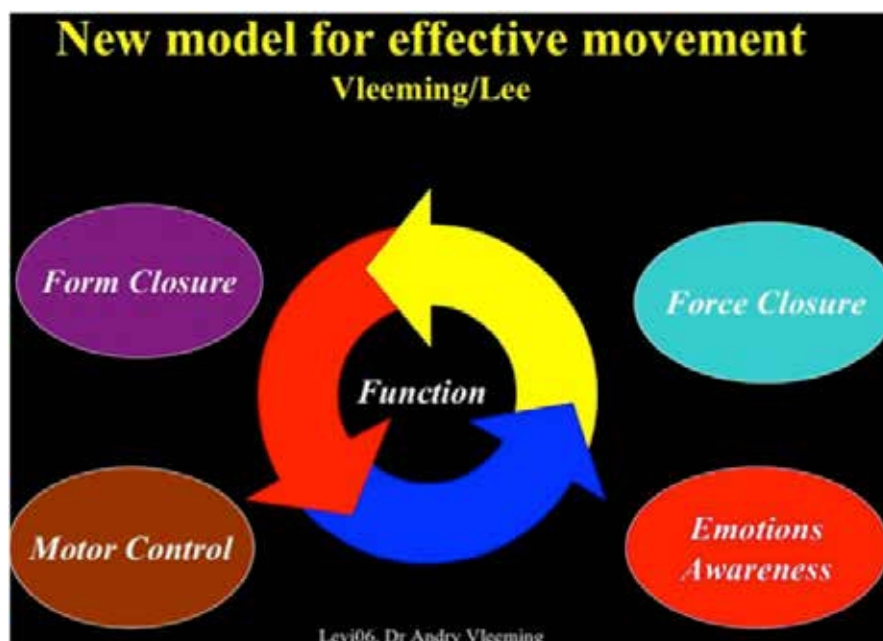 New model for effective movement
Vleeming/Lee
Form Closure
Force Closure
Function
Motor Control
Emotions
Awareness
Levi06, Dr Andry Vleeming